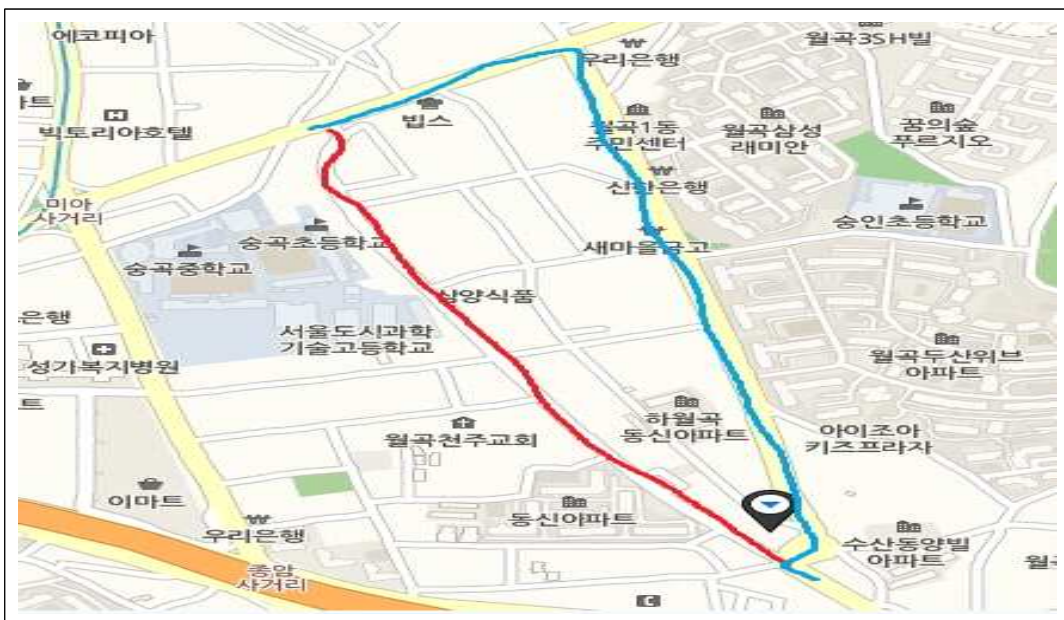 에코피아
월곡3SH빌
우리은행
마트
빅토리아호텔
빕스
월곡1동
주민센터
월곡삼성
래미안
꿈의숲
푸르지오
신한은행
미아
사거리
숭곡초등학교
숭인초등학교
숭곡중학교
새마을금고
삼양식품
은행
서울도시과학
기술고등학교
성가복지병원
월곡두산위브
아파트
트
하월곡
동신아파트
월곡천주교회
아이조아
키즈프라자
이마트
동신아파트
우리은행
수산동양빌
아파트
월곡
종암
사거리